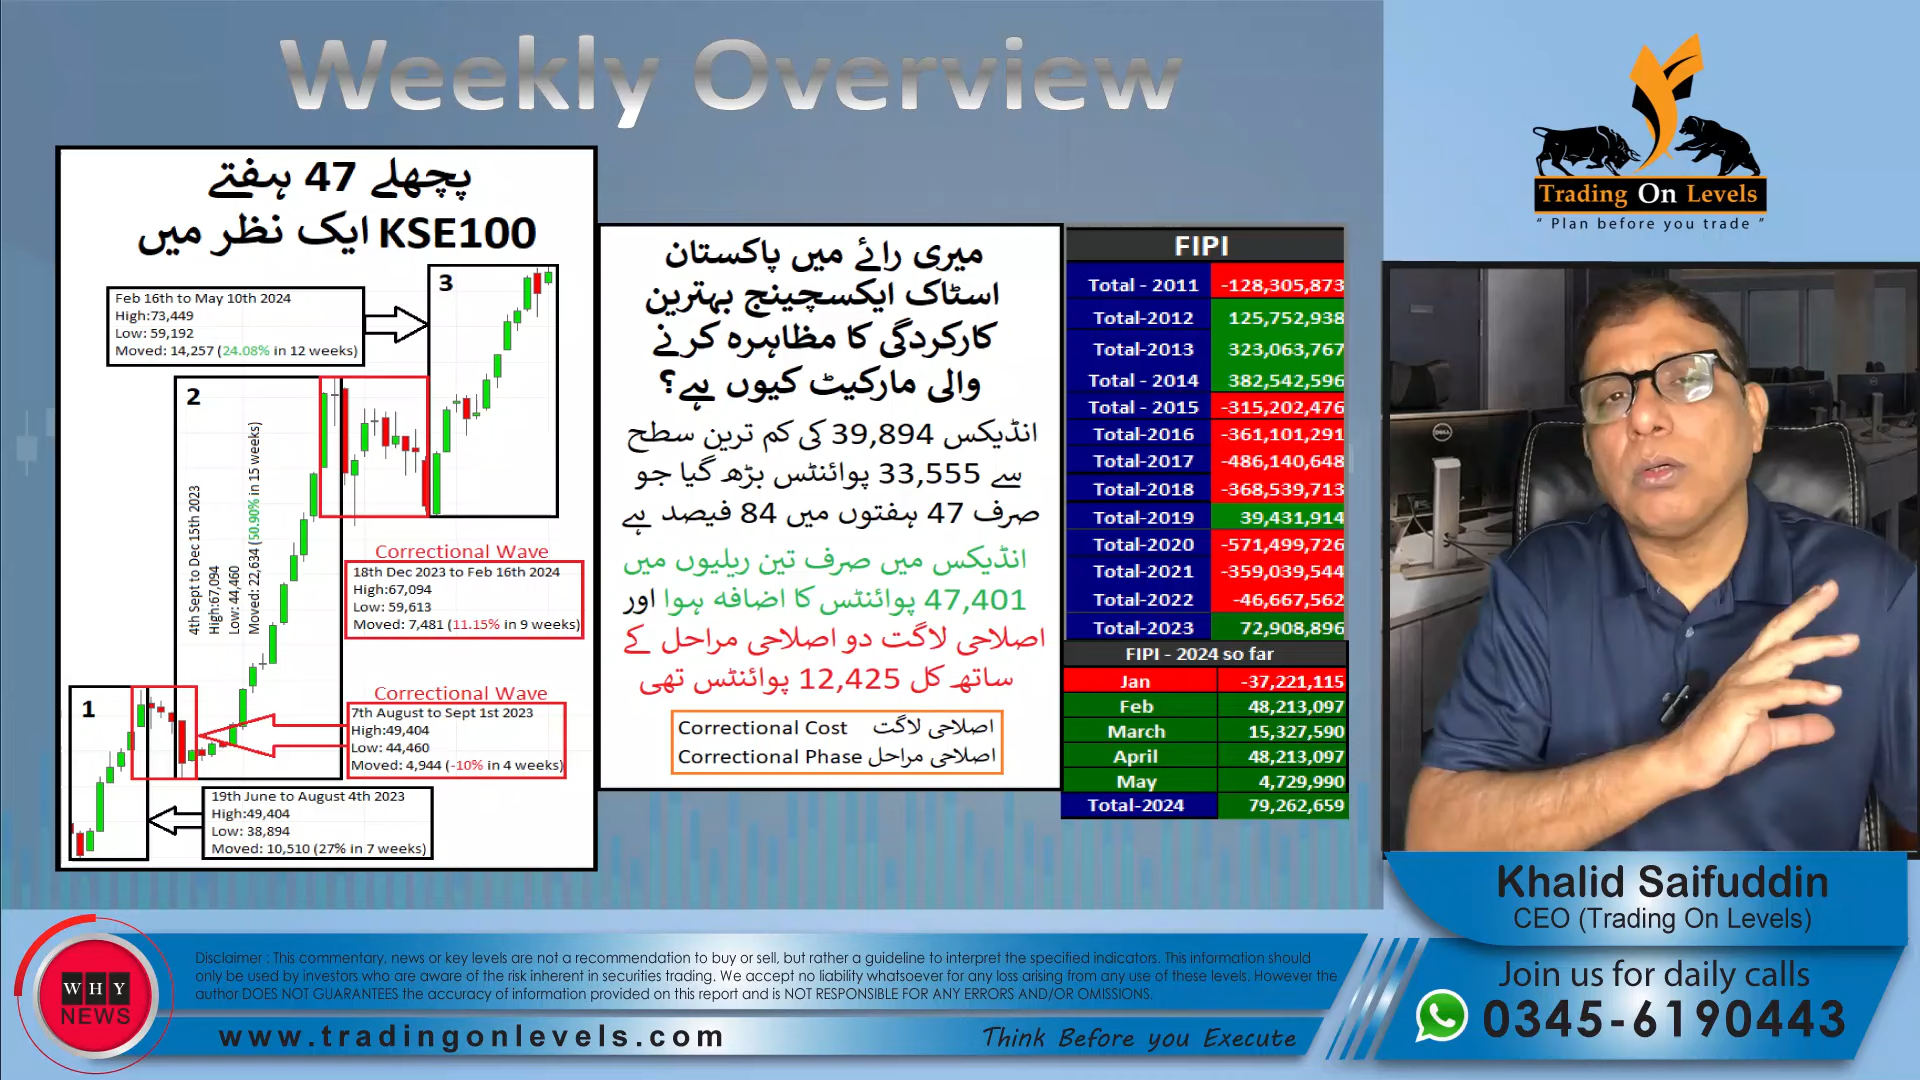 Weekly Overview
پچھلے 47 ہفتے
KSE100 ایک نظر میں
Feb 16th to May 10th 2024
High:73,449
Low: 59,192
Moved: 14,257 (24.08% in 12 weeks)
3
2
4th Sept to Dec 15th 2023
High:67,094
Low: 44,460
Moved: 22,634 (50.90% in 15 weeks)
Correctional Wave
18th Dec 2023 to Feb 16th 2024
High:67,094
Low: 59,613
Moved: 7,481 (11.15% in 9 weeks)
Correctional Wave
7th August to Sept 1st 2023
High:49,404
Low: 44,460
Moved: 4,944 (-10% in 4 weeks)
1
19th June to August 4th 2023
High:49,404
Low: 38,894
Moved: 10,510 (27% in 7 weeks)
میری رائے میں پاکستان
اسٹاک ایکسچینج بہترین
کارکردگی کا مظاہرہ کرنے
والی مارکیٹ کیوں ہے؟
انڈیکس 39,894 کی کم ترین سطح
سے 33,555 پوائنٹس بڑھ گیا جو
صرف 47 ہفتوں میں 84 فیصد ہے
انڈیکس میں صرف تین ریلیوں میں
47,401 پوائنٹس کا اضافہ ہوا اور
اصلاحی لاگت دو اصلاحی مراحل کے
ساتھ کل 12,425 پوائنٹس تھی
Correctional Cost اصلاحی لاگت
Correctional Phase اصلاحی مراحل
FIPI
Total - 2011 -128,305,873
Total-2012 125,752,938
Total-2013 323,063,767
Total - 2014 382,542,596
Total - 2015 -315,202,476
Total-2016 -361,101,291
Total-2017 -486,140,648
Total-2018 -368,539,713
Total-2019 39,431,914
Total-2020 -571,499,726
Total-2021 -359,039,544
Total-2022 -46,667,562
Total-2023 72,908,896
FIPI - 2024 so far
Jan -37,221,115
Feb 48,213,097
March 15,327,590
April 48,213,097
May 4,729,990
Total-2024 79,262,659
Trading On Levels
" Plan before you trade "
DELL
Khalid Saifuddin
CEO (Trading On Levels)
Join us for daily calls
0345-6190443
WHY
NEWS
Disclaimer : This commentary, news or key levels are not a recommendation to buy or sell, but rather a guideline to interpret the specified indicators. This information should
only be used by investors who are aware of the risk inherent in securities trading. We accept no liability whatsoever for any loss arising from any use of these levels. However the
author DOES NOT GUARANTEES the accuracy of information provided on this report and is NOT RESPONSIBLE FOR ANY ERRORS AND/OR OMISSIONS.
www.tradingonlevels.com
Think Before you Execute